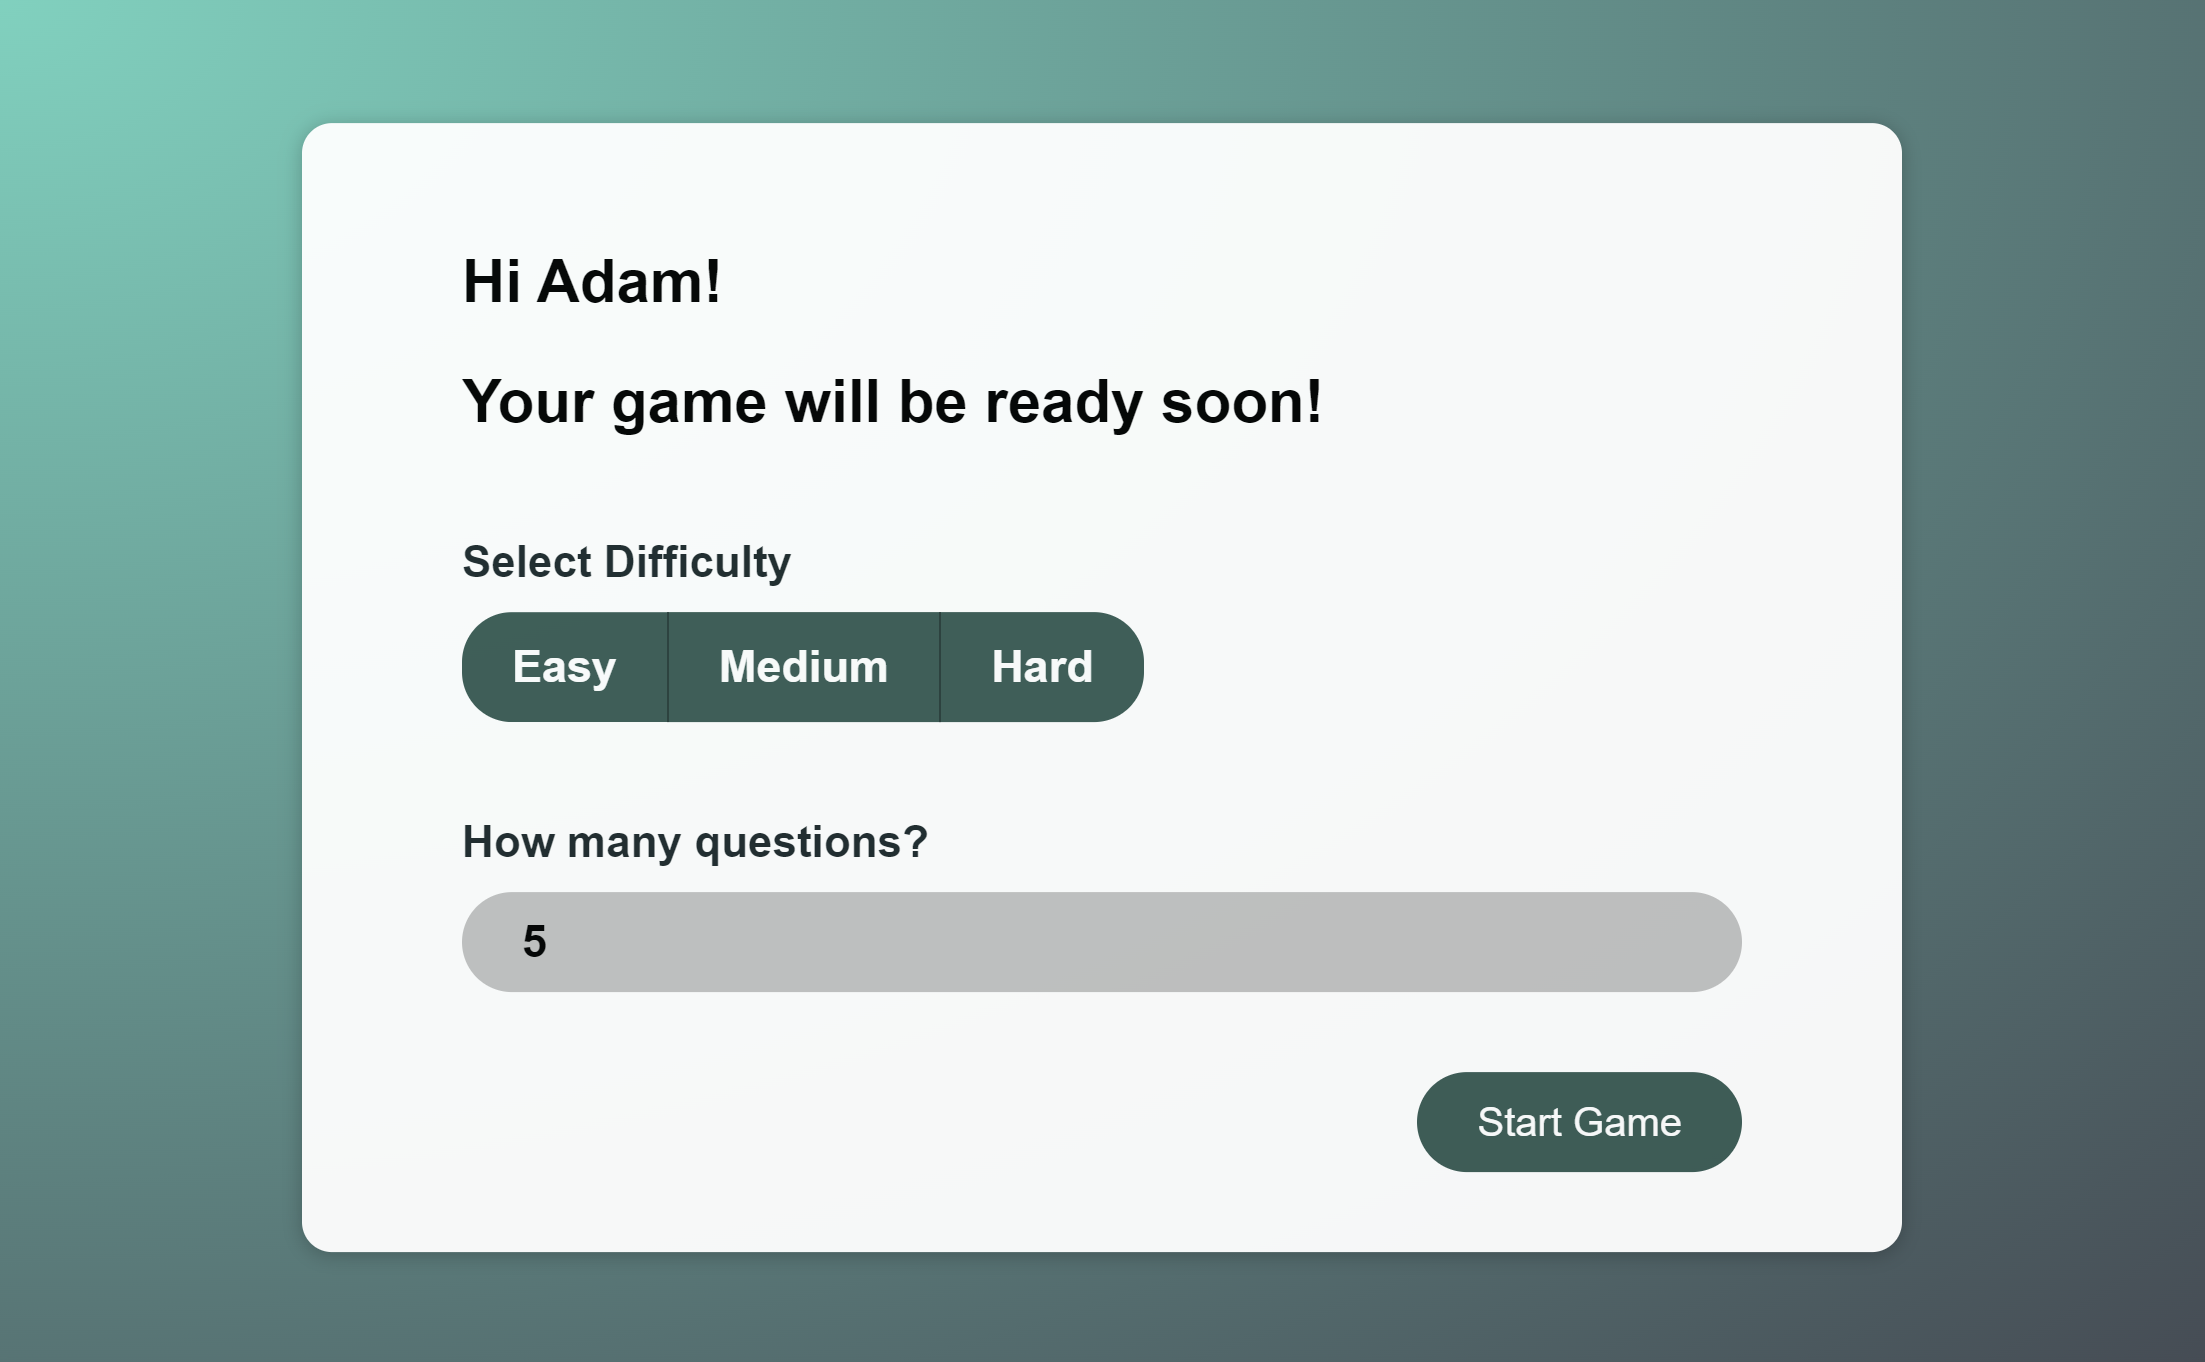 Hi Adam!
Your game will be ready soon!
Select Difficulty
Easy Medium Hard
How many questions?
5
Start Game